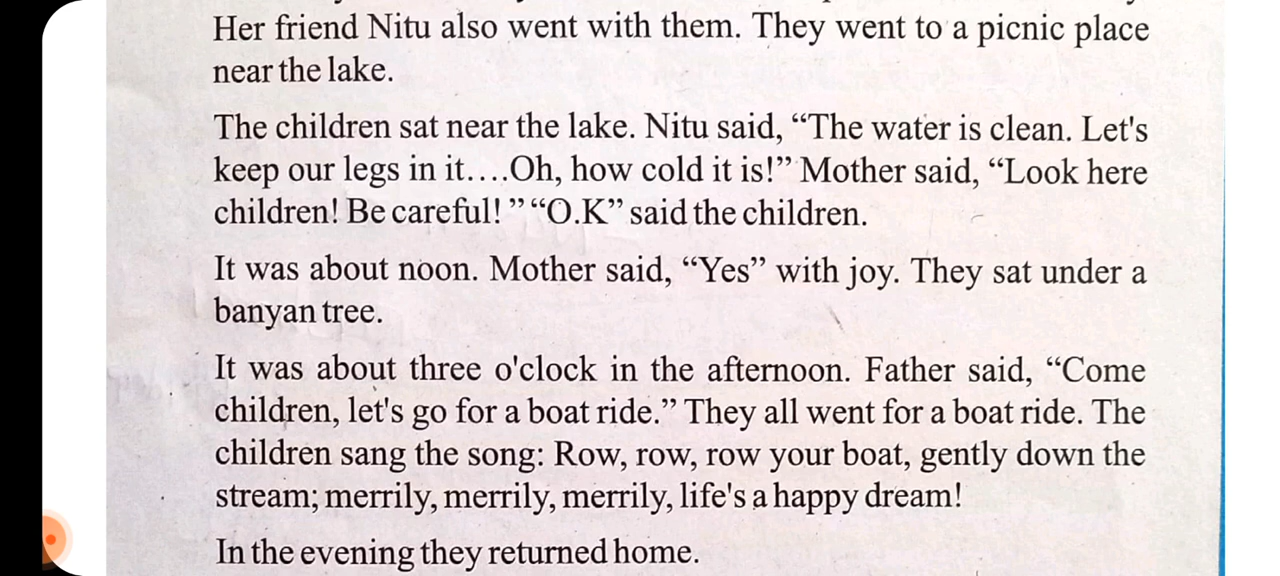 Her friend Nitu also went with them. They went to a picnic place
near the lake.
The children sat near the lake. Nitu said, “The water is clean. Let's
keep our legs in it....Oh, how cold it is!” Mother said, “Look here
children! Be careful! ” “O.K” said the children.
It was about noon. Mother said, “Yes” with joy. They sat under a
banyan tree.
It was about three o'clock in the afternoon. Father said, “Come
children, let's go for a boat ride.” They all went for a boat ride. The
children sang the song: Row, row, row your boat, gently down the
stream; merrily, merrily, merrily, life's a happy dream!
In the evening they returned home.